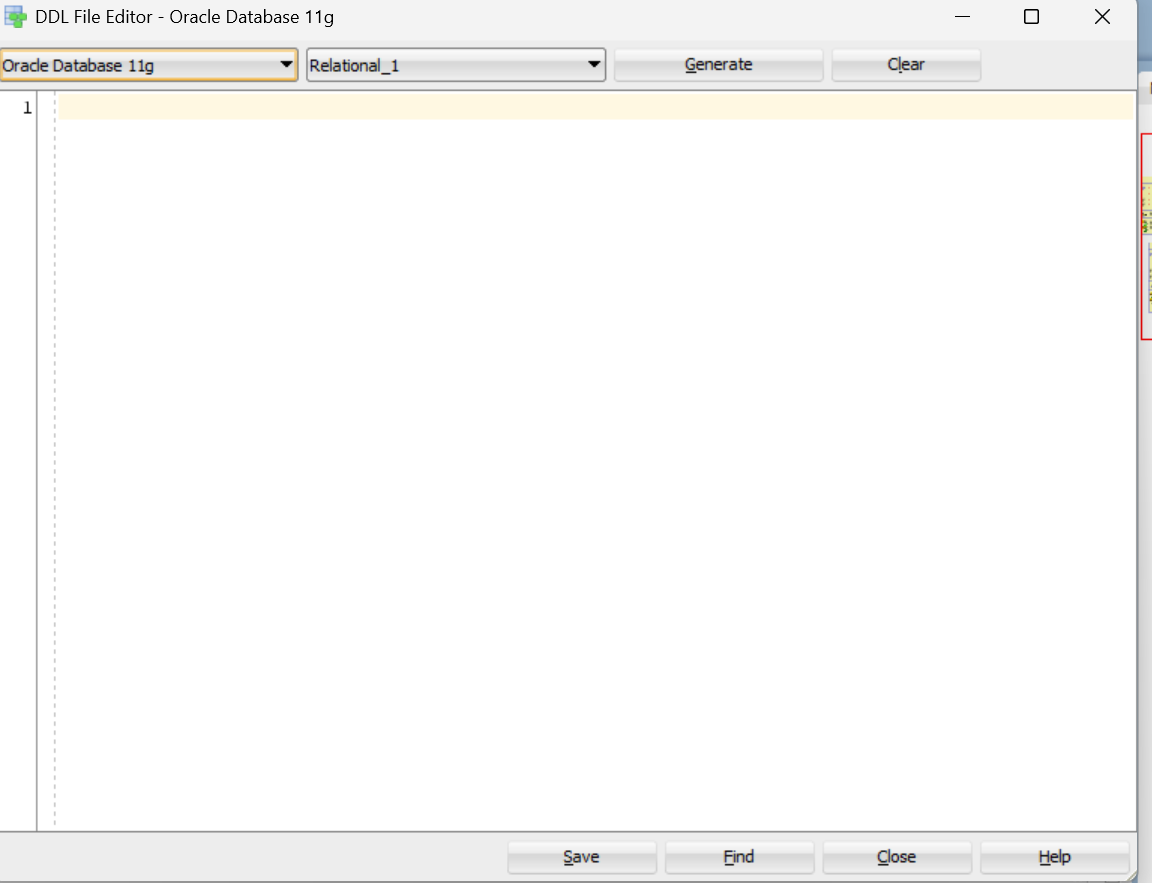 DDL File Editor - Oracle Database 11g
Oracle Database 11g Relational_1 Generate Clear
1
Save Find Close Help